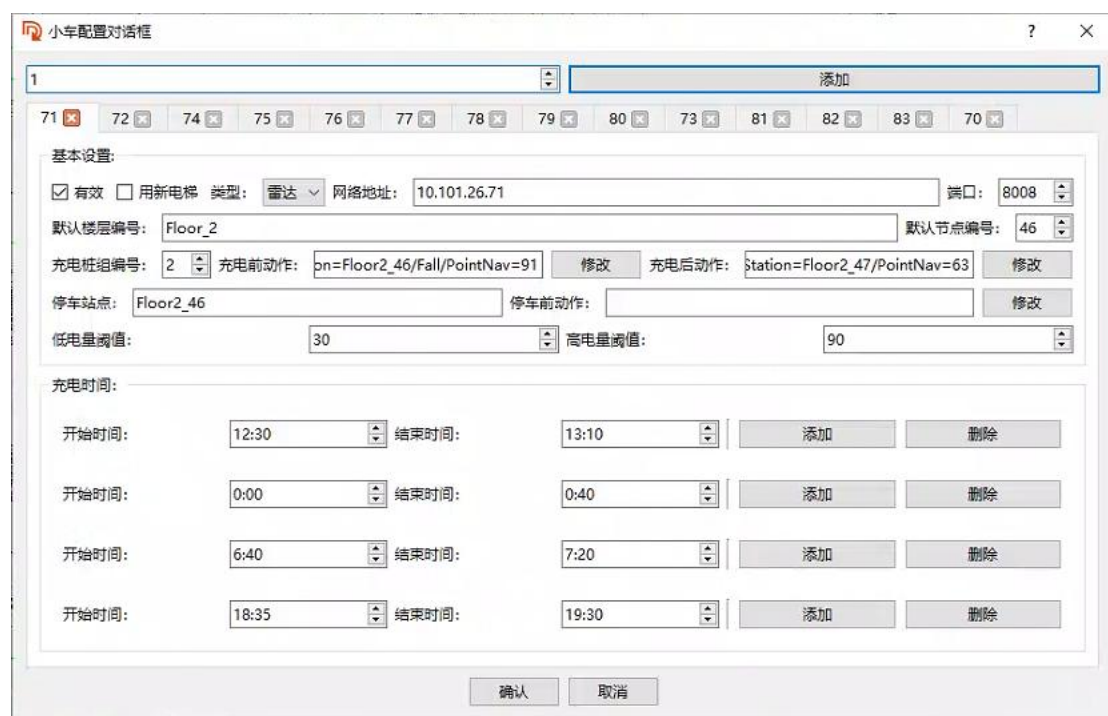 小车配置对话框 ?
1 添加
71 72 74 75 76 77 78 79 80 73 81 82 83 70
基本设置:
有效 用新电梯 类型: 雷达 网络地址: 10.101.26.71 端口: 8008
默认楼层编号: Floor_2 默认节点编号: 46
充电桩组编号: 2 充电前动作: on=Floor2_46/Fall/PointNav=91 修改 充电后动作: Station=Floor2_47/PointNav=63 修改
停车站点: Floor2_46 停车前动作: 修改
低电量阈值: 30 高电量阈值: 90
充电时间:
开始时间: 12:30 结束时间: 13:10 添加 删除
开始时间: 0:00 结束时间: 0:40 添加 删除
开始时间: 6:40 结束时间: 7:20 添加 删除
开始时间: 18:35 结束时间: 19:30 添加 删除
确认 取消